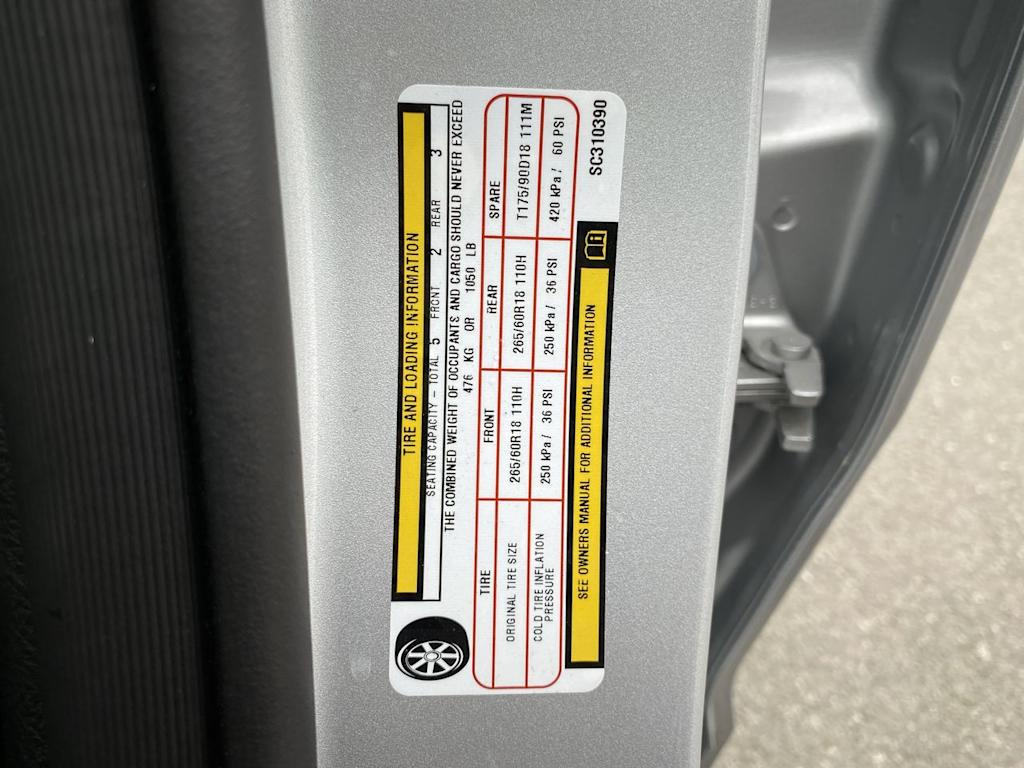 TIRE AND LOADING INFORMATION
SEATING CAPACITY – TOTAL 5 FRONT 2 REAR 3
THE COMBINED WEIGHT OF OCCUPANTS AND CARGO SHOULD NEVER EXCEED
476 KG OR 1050 LB
TIRE FRONT REAR SPARE
ORIGINAL TIRE SIZE 265/60R18 110H 265/60R18 110H T175/90D18 111M
COLD TIRE INFLATION PRESSURE 250 kPa/ 36 PSI 250 kPa/ 36 PSI 420 kPa/ 60 PSI
SEE OWNERS MANUAL FOR ADDITIONAL INFORMATION
SC310390